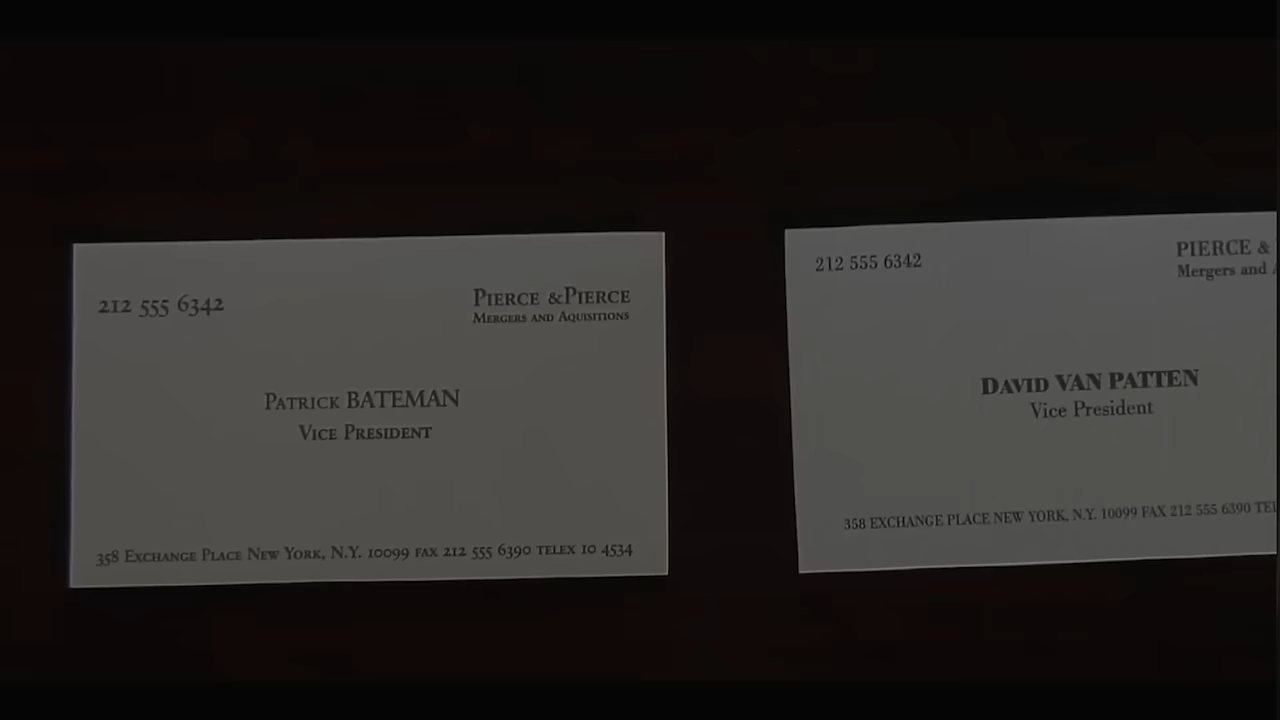 212 555 6342
PIERCE &PIERCE
MERGERS AND AQUISITIONS
PATRICK BATEMAN
VICE PRESIDENT
358 EXCHANGE PLACE NEW YORK, N.Y. 10099 FAX 212 555 6390 TELEX 10 4534
212 555 6342
PIERCE &
Mergers and
DAVID VAN PATTEN
Vice President
358 EXCHANGE PLACE NEW YORK, N.Y. 10099 FAX 212 555 6390